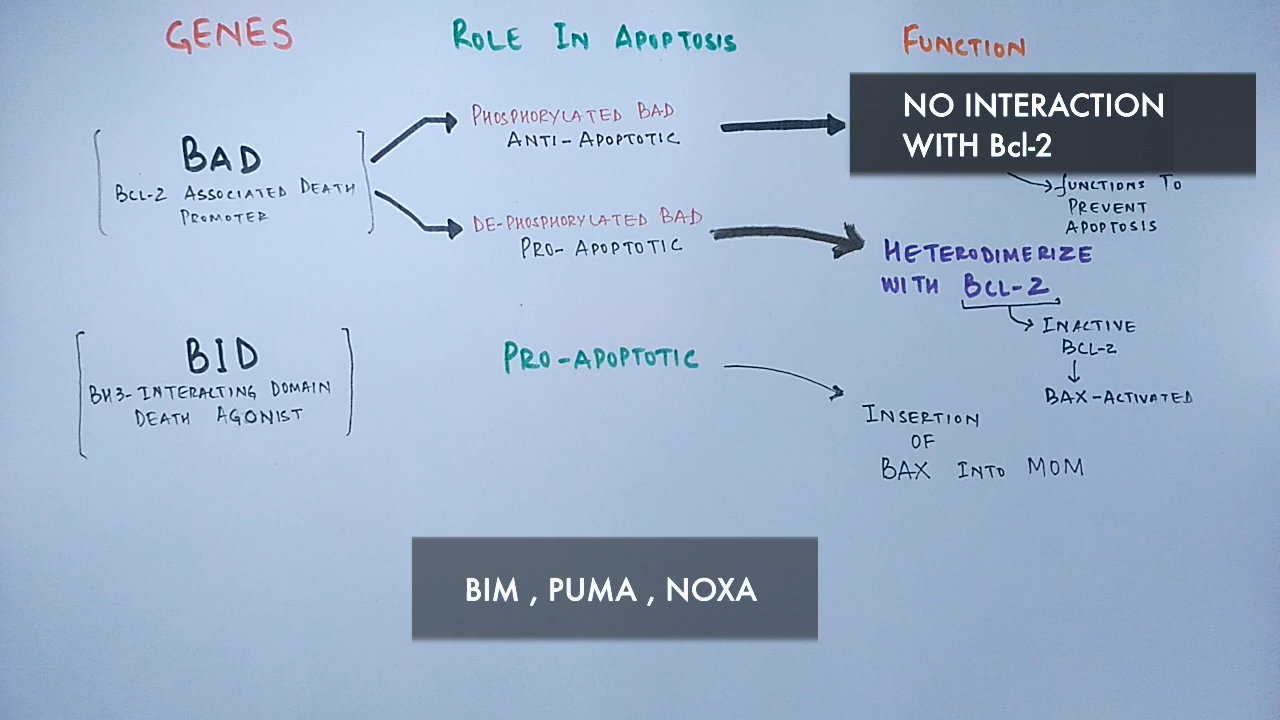 GENES
ROLE IN APOPTOSIS
FUNCTION
BAD
BCL-2 ASSOCIATED DEATH
PROMOTER
PHOSPHORYLATED BAD
ANTI-APOPTOTIC
NO INTERACTION
WITH Bcl-2
FUNCTIONS TO
PREVENT
APOPTOSIS
DE-PHOSPHORYLATED BAD
PRO-APOPTOTIC
HETERODIMERIZE
WITH BCL-2
INACTIVE
BCL-2
BAX-ACTIVATED
BID
BH3-INTERACTING DOMAIN
DEATH AGONIST
PRO-APOPTOTIC
INSERTION
OF
BAX INTO MOM
BIM , PUMA , NOXA